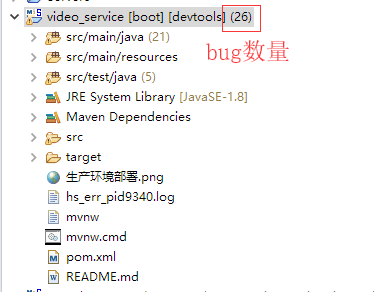 video_service [boot] [devtools] (26)
bug数量
src/main/java (21)
src/main/resources
src/test/java (5)
JRE System Library [JavaSE-1.8]
Maven Dependencies
src
target
生产环境部署.png
hs_err_pid9340.log
mvnw
mvnw.cmd
pom.xml
README.md